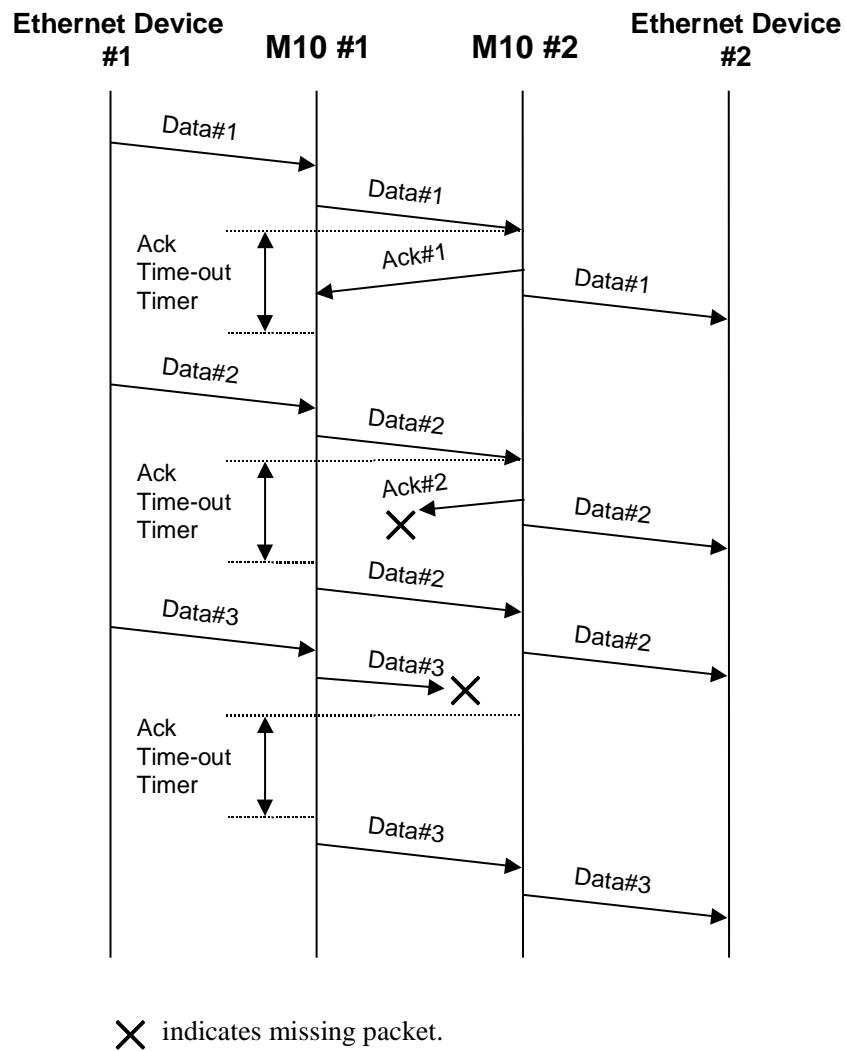 Ethernet Device
#1
M10 #1
M10 #2
Ethernet Device
#2
Data#1
Data#1
Ack
Time-out
Timer
Ack#1
Data#1
Data#2
Data#2
Ack
Time-out
Timer
Ack#2
Data#2
Data#2
Data#3
Data#2
Data#3
Ack
Time-out
Timer
Data#3
Data#3
indicates missing packet.